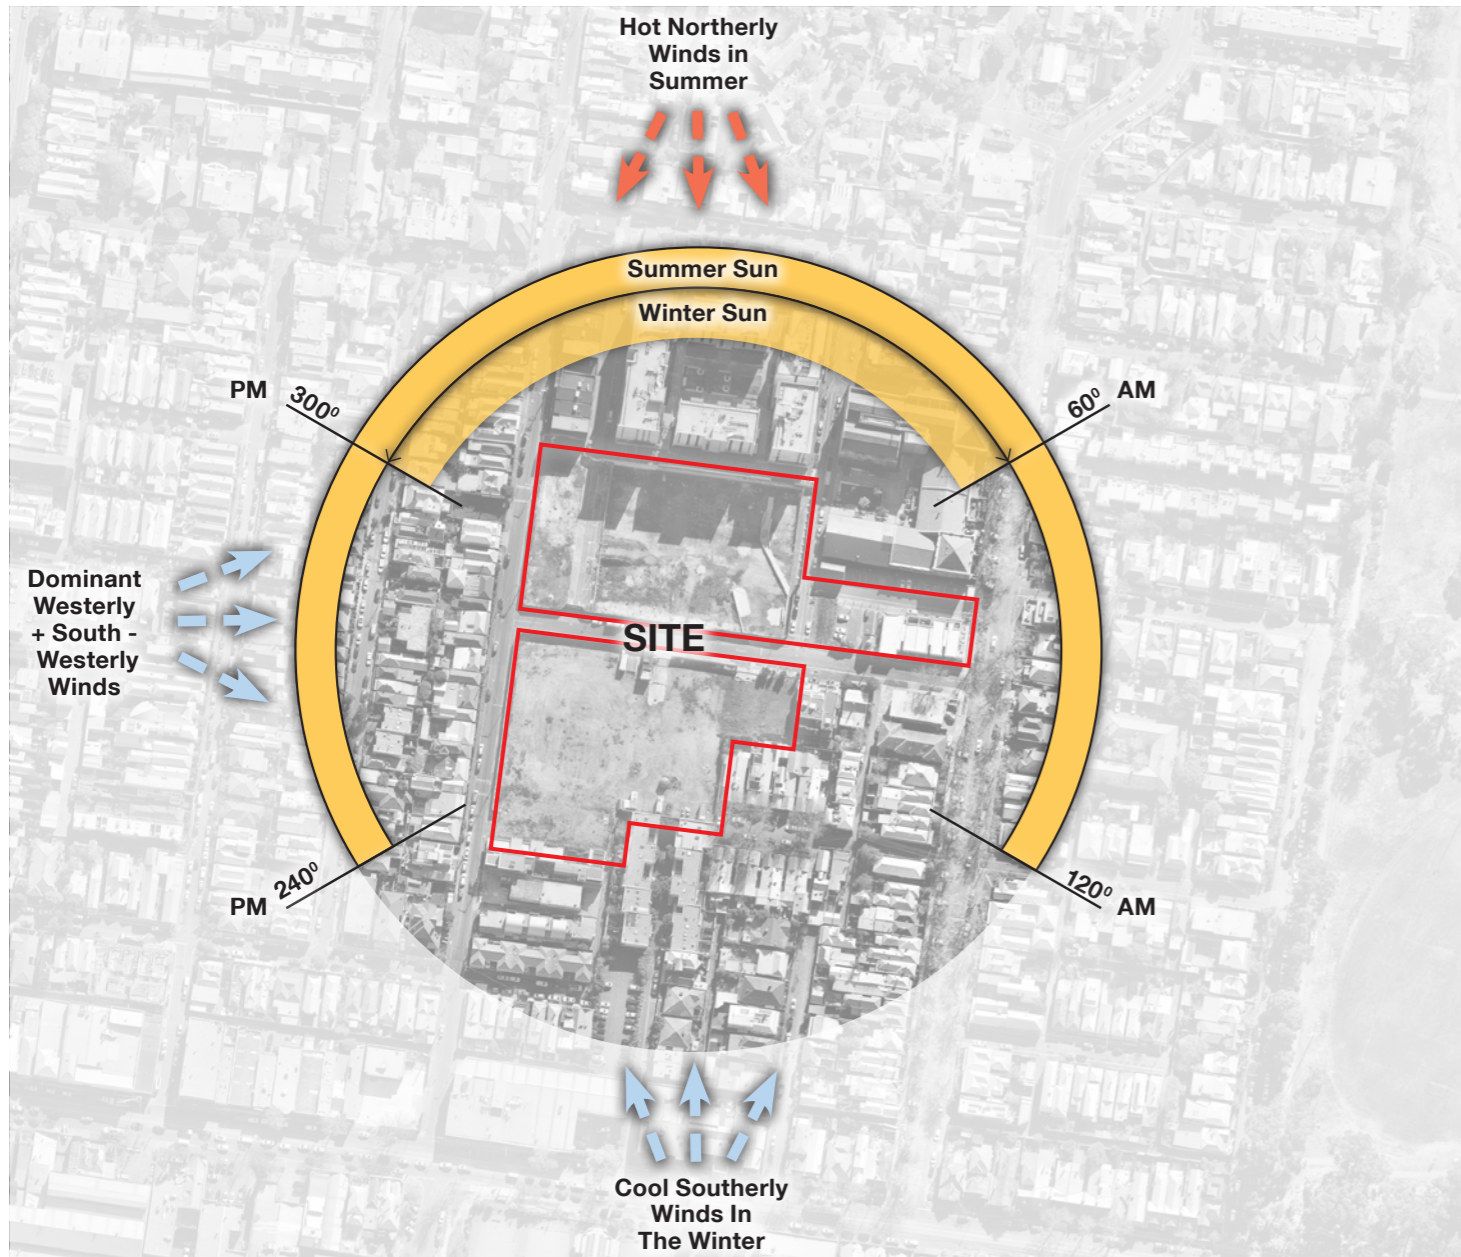 Hot Northerly
Winds in
Summer
Summer Sun
Winter Sun
PM
300⁰
60⁰
AM
Dominant
Westerly
+ South -
Westerly
Winds
SITE
PM
240⁰
120⁰
AM
Cool Southerly
Winds In
The Winter